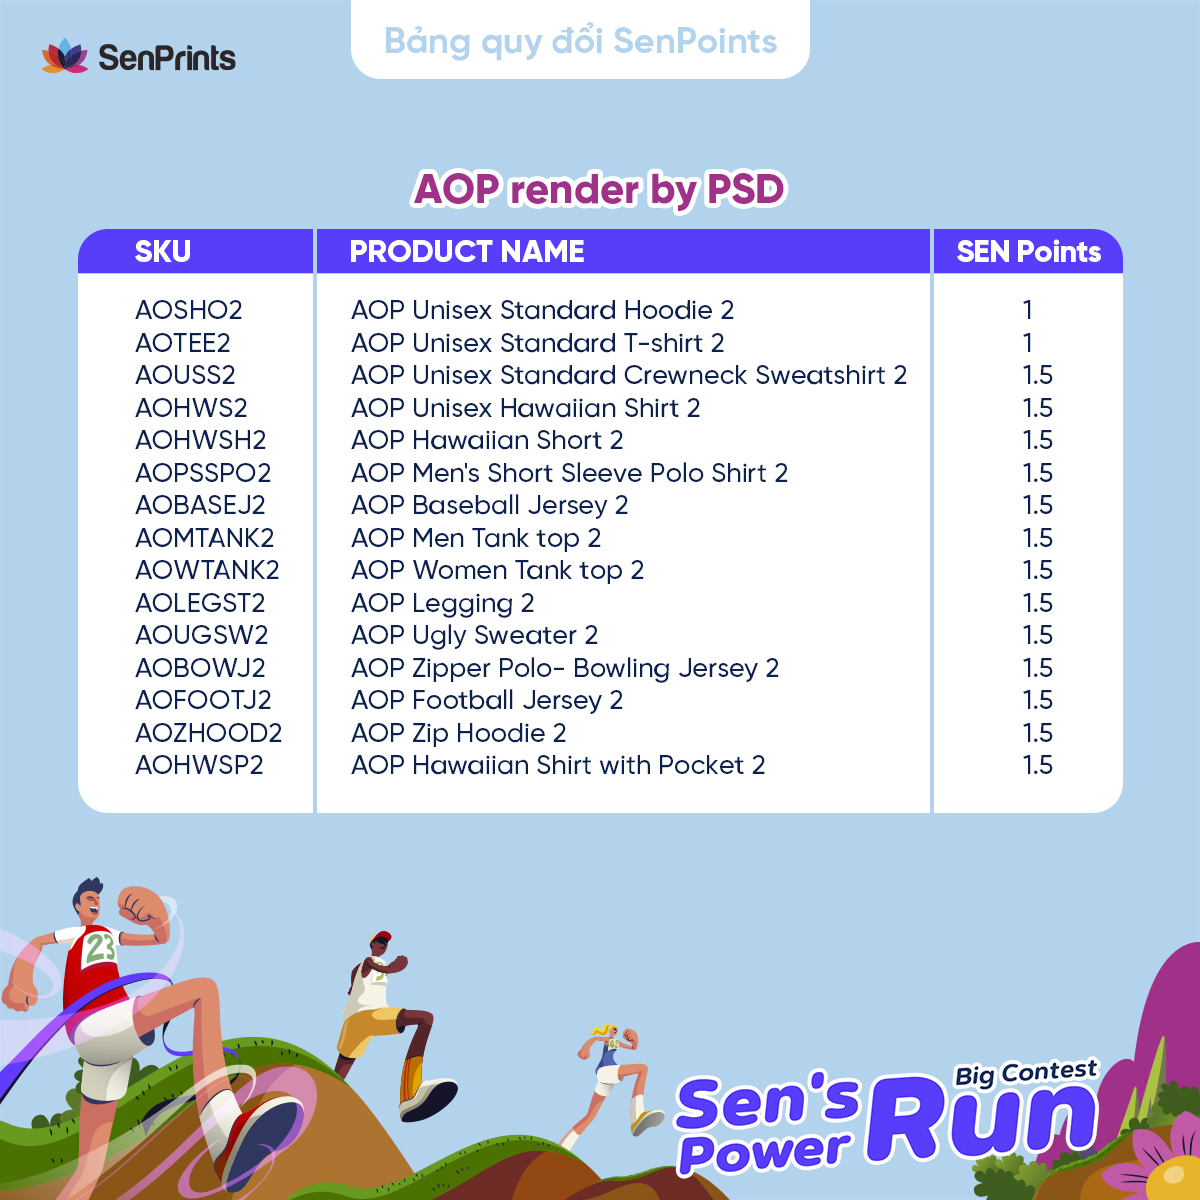 SenPrints
Bảng quy đổi SenPoints
AOP render by PSD
SKU PRODUCT NAME SEN Points
AOSHO2 AOP Unisex Standard Hoodie 2 1
AOTEE2 AOP Unisex Standard T-shirt 2 1
AOUSS2 AOP Unisex Standard Crewneck Sweatshirt 2 1.5
AOHWS2 AOP Unisex Hawaiian Shirt 2 1.5
AOHWSH2 AOP Hawaiian Short 2 1.5
AOPSSPO2 AOP Men's Short Sleeve Polo Shirt 2 1.5
AOBASEJ2 AOP Baseball Jersey 2 1.5
AOMTANK2 AOP Men Tank top 2 1.5
AOWTANK2 AOP Women Tank top 2 1.5
AOLEGST2 AOP Legging 2 1.5
AOUGSW2 AOP Ugly Sweater 2 1.5
AOBOWJ2 AOP Zipper Polo- Bowling Jersey 2 1.5
AOFOOTJ2 AOP Football Jersey 2 1.5
AOZHOOD2 AOP Zip Hoodie 2 1.5
AOHWSP2 AOP Hawaiian Shirt with Pocket 2 1.5
23
Big Contest
Sen's
Power Run